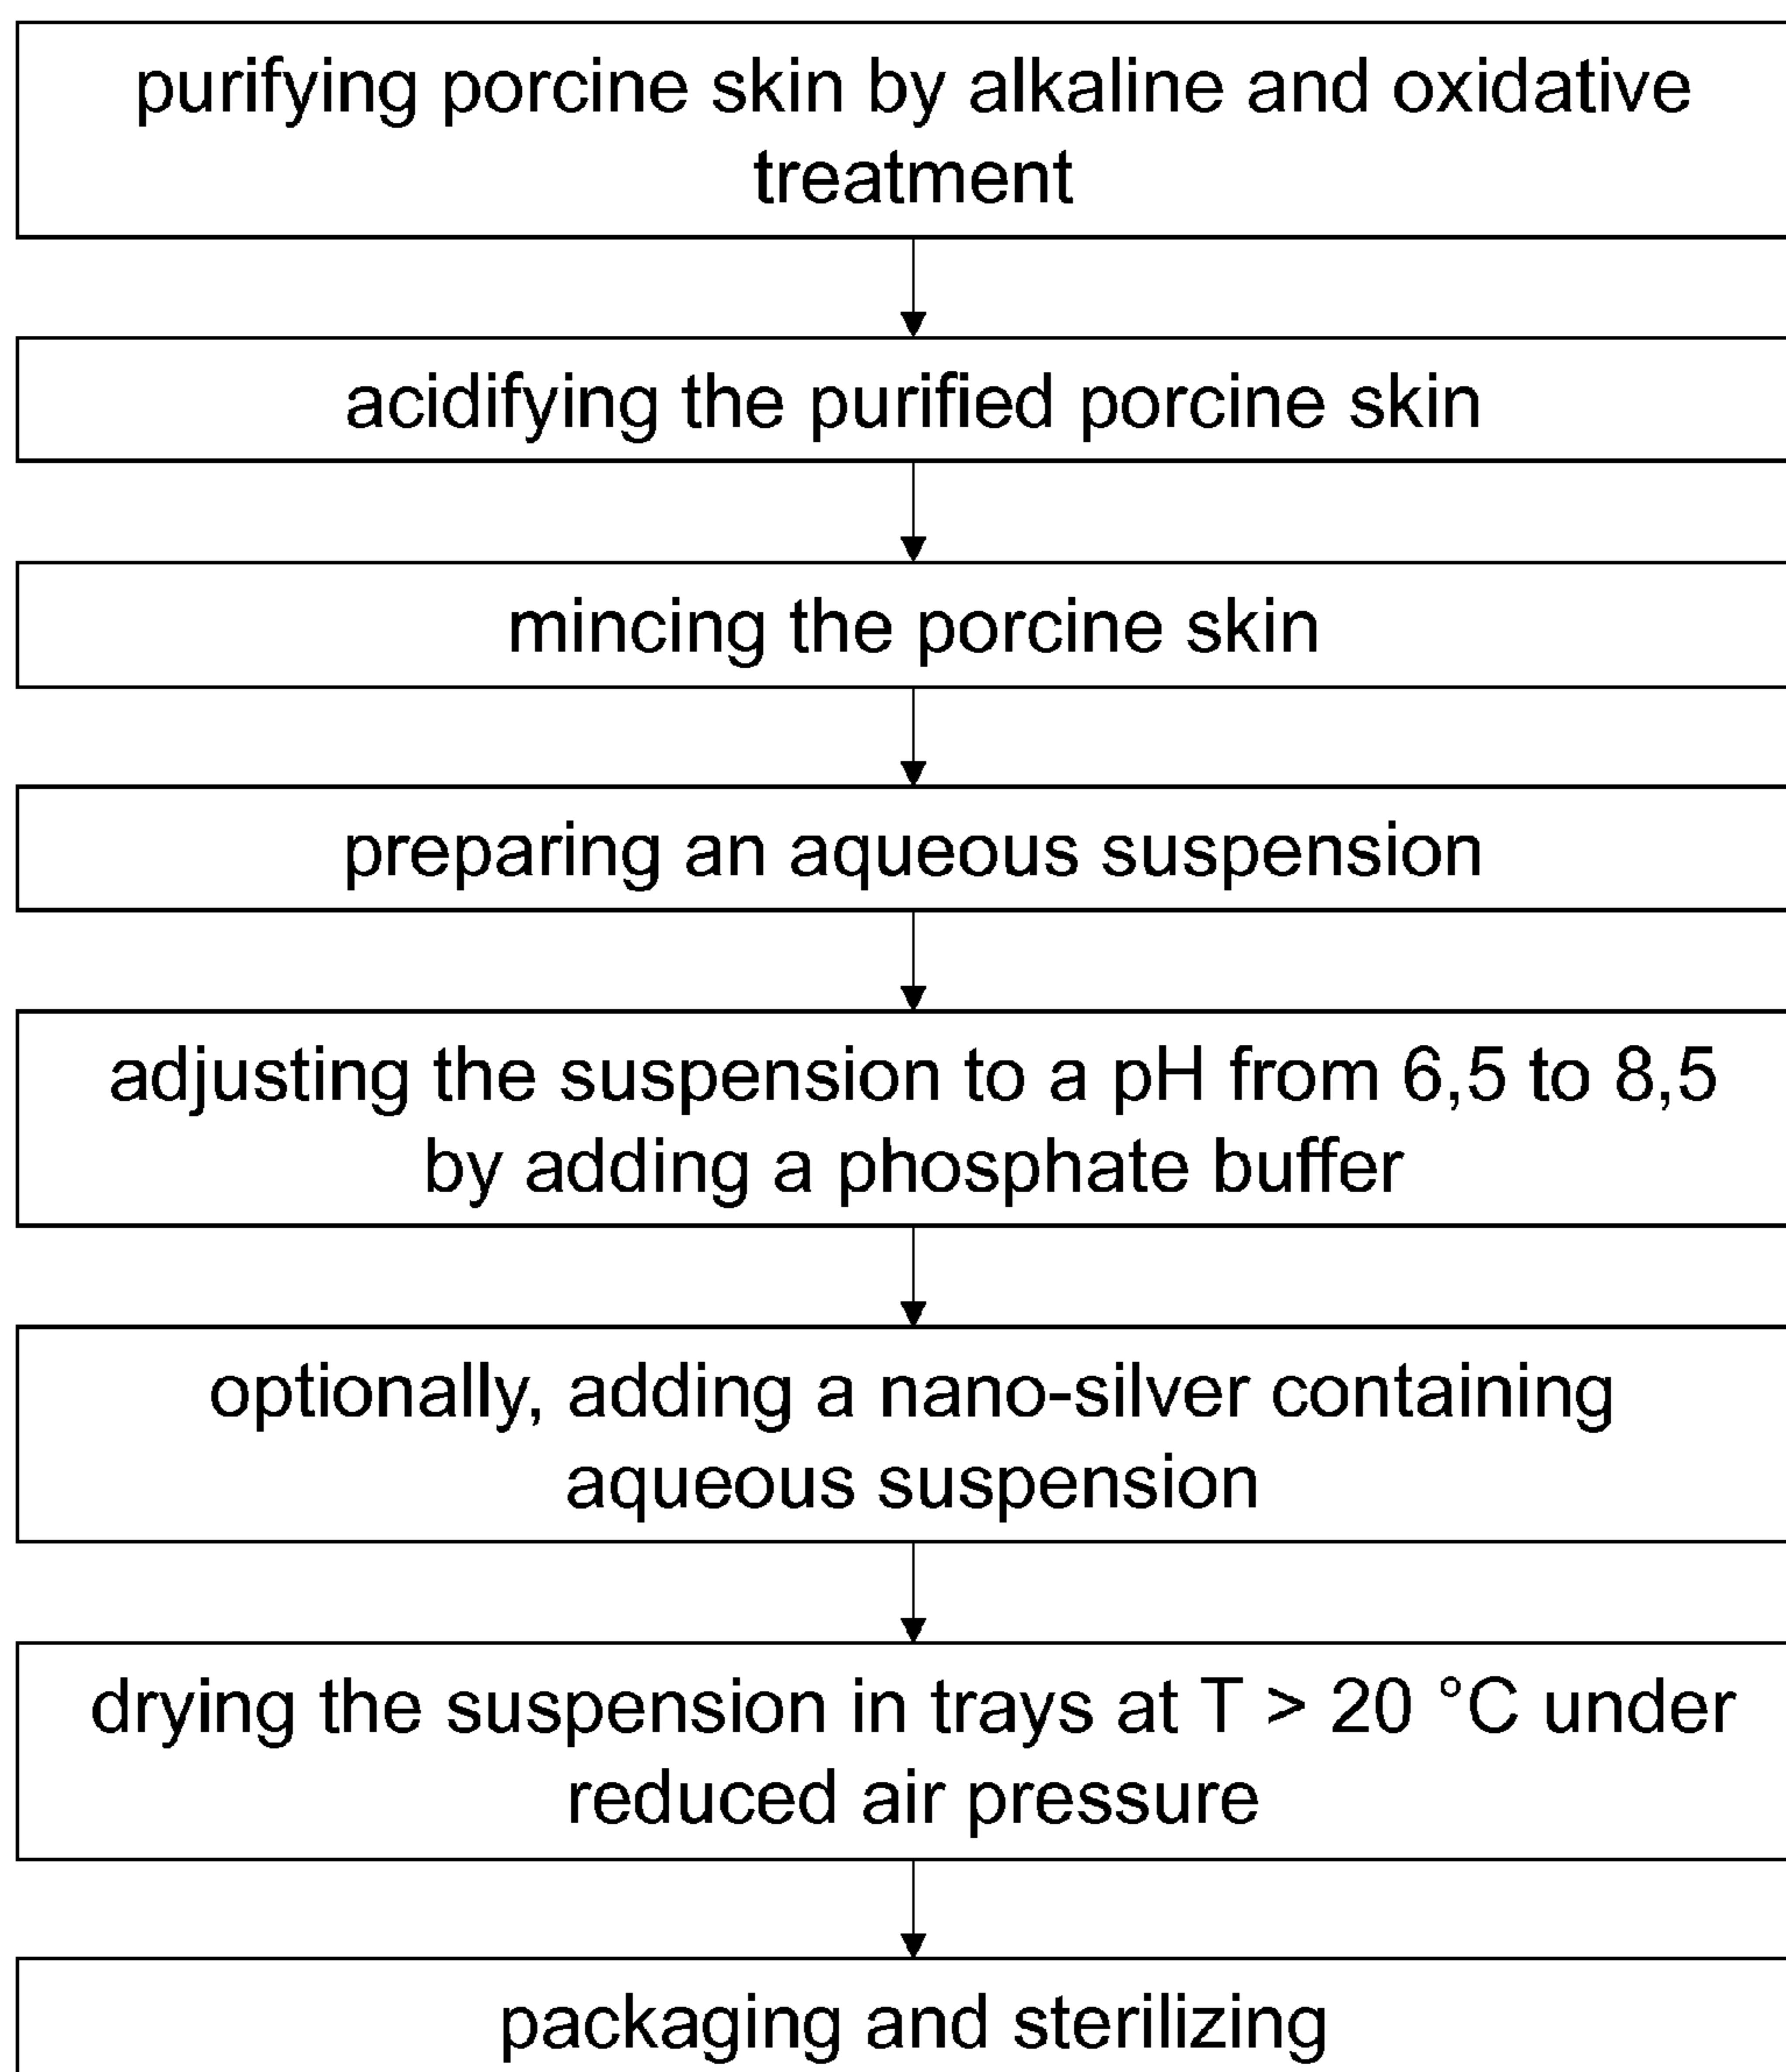 purifying porcine skin by alkaline and oxidative
treatment
acidifying the purified porcine skin
mincing the porcine skin
preparing an aqueous suspension
adjusting the suspension to a pH from 6,5 to 8,5
by adding a phosphate buffer
optionally, adding a nano-silver containing
aqueous suspension
drying the suspension in trays at T > 20 °C under
reduced air pressure
packaging and sterilizing